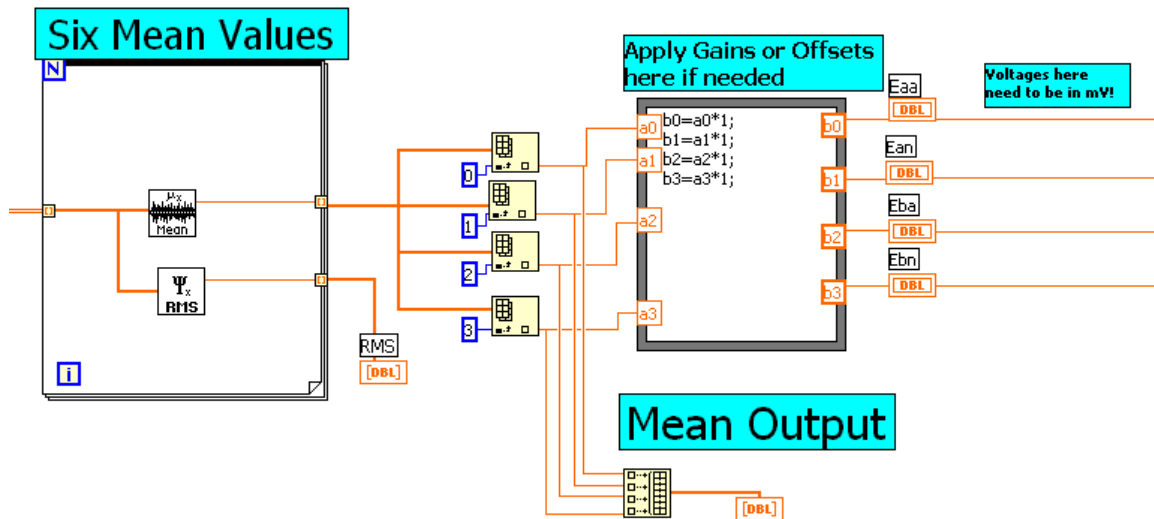 Six Mean Values
N
μx
Mean
Ψx
RMS
i
RMS
[DBL]
0
1
2
3
Apply Gains or Offsets
here if needed
a0
a1
a2
a3
b0=a0*1;
b1=a1*1;
b2=a2*1;
b3=a3*1;
b0
b1
b2
b3
Eaa
DBL
Ean
DBL
Eba
DBL
Ebn
DBL
Voltages here
need to be in mV!
Mean Output
[DBL]